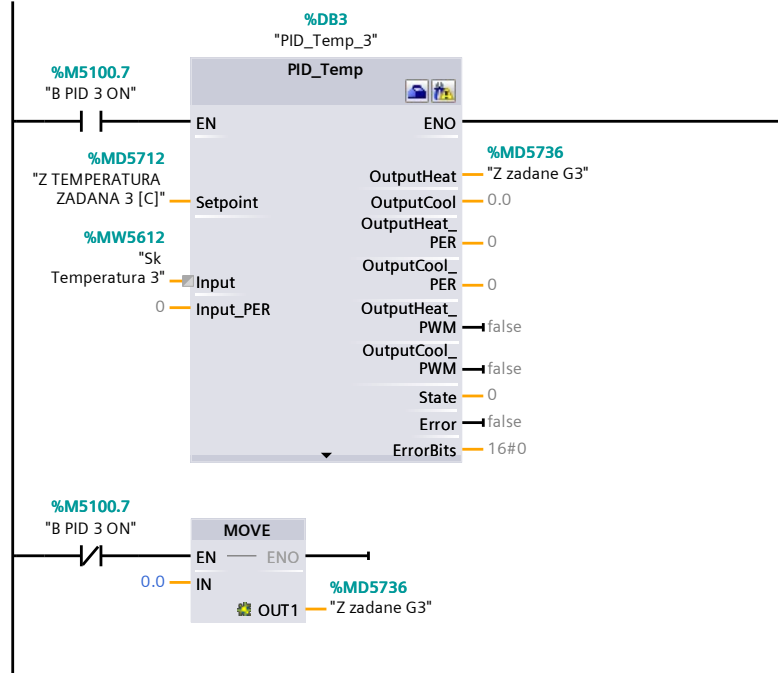 %DB3
"PID_Temp_3"
%M5100.7
"B PID 3 ON"
PID_Temp
EN
ENO
%MD5712
"Z TEMPERATURA
ZADANA 3 [C]"
Setpoint
%MW5612
"Sk
Temperatura 3"
Input
0
Input_PER
OutputHeat
%MD5736
"Z zadane G3"
OutputCool
0.0
OutputHeat_
PER
0
OutputCool_
PER
0
OutputHeat_
PWM
false
OutputCool_
PWM
false
State
0
Error
false
ErrorBits
16#0
%M5100.7
"B PID 3 ON"
MOVE
EN
ENO
0.0
IN
OUT1
%MD5736
"Z zadane G3"